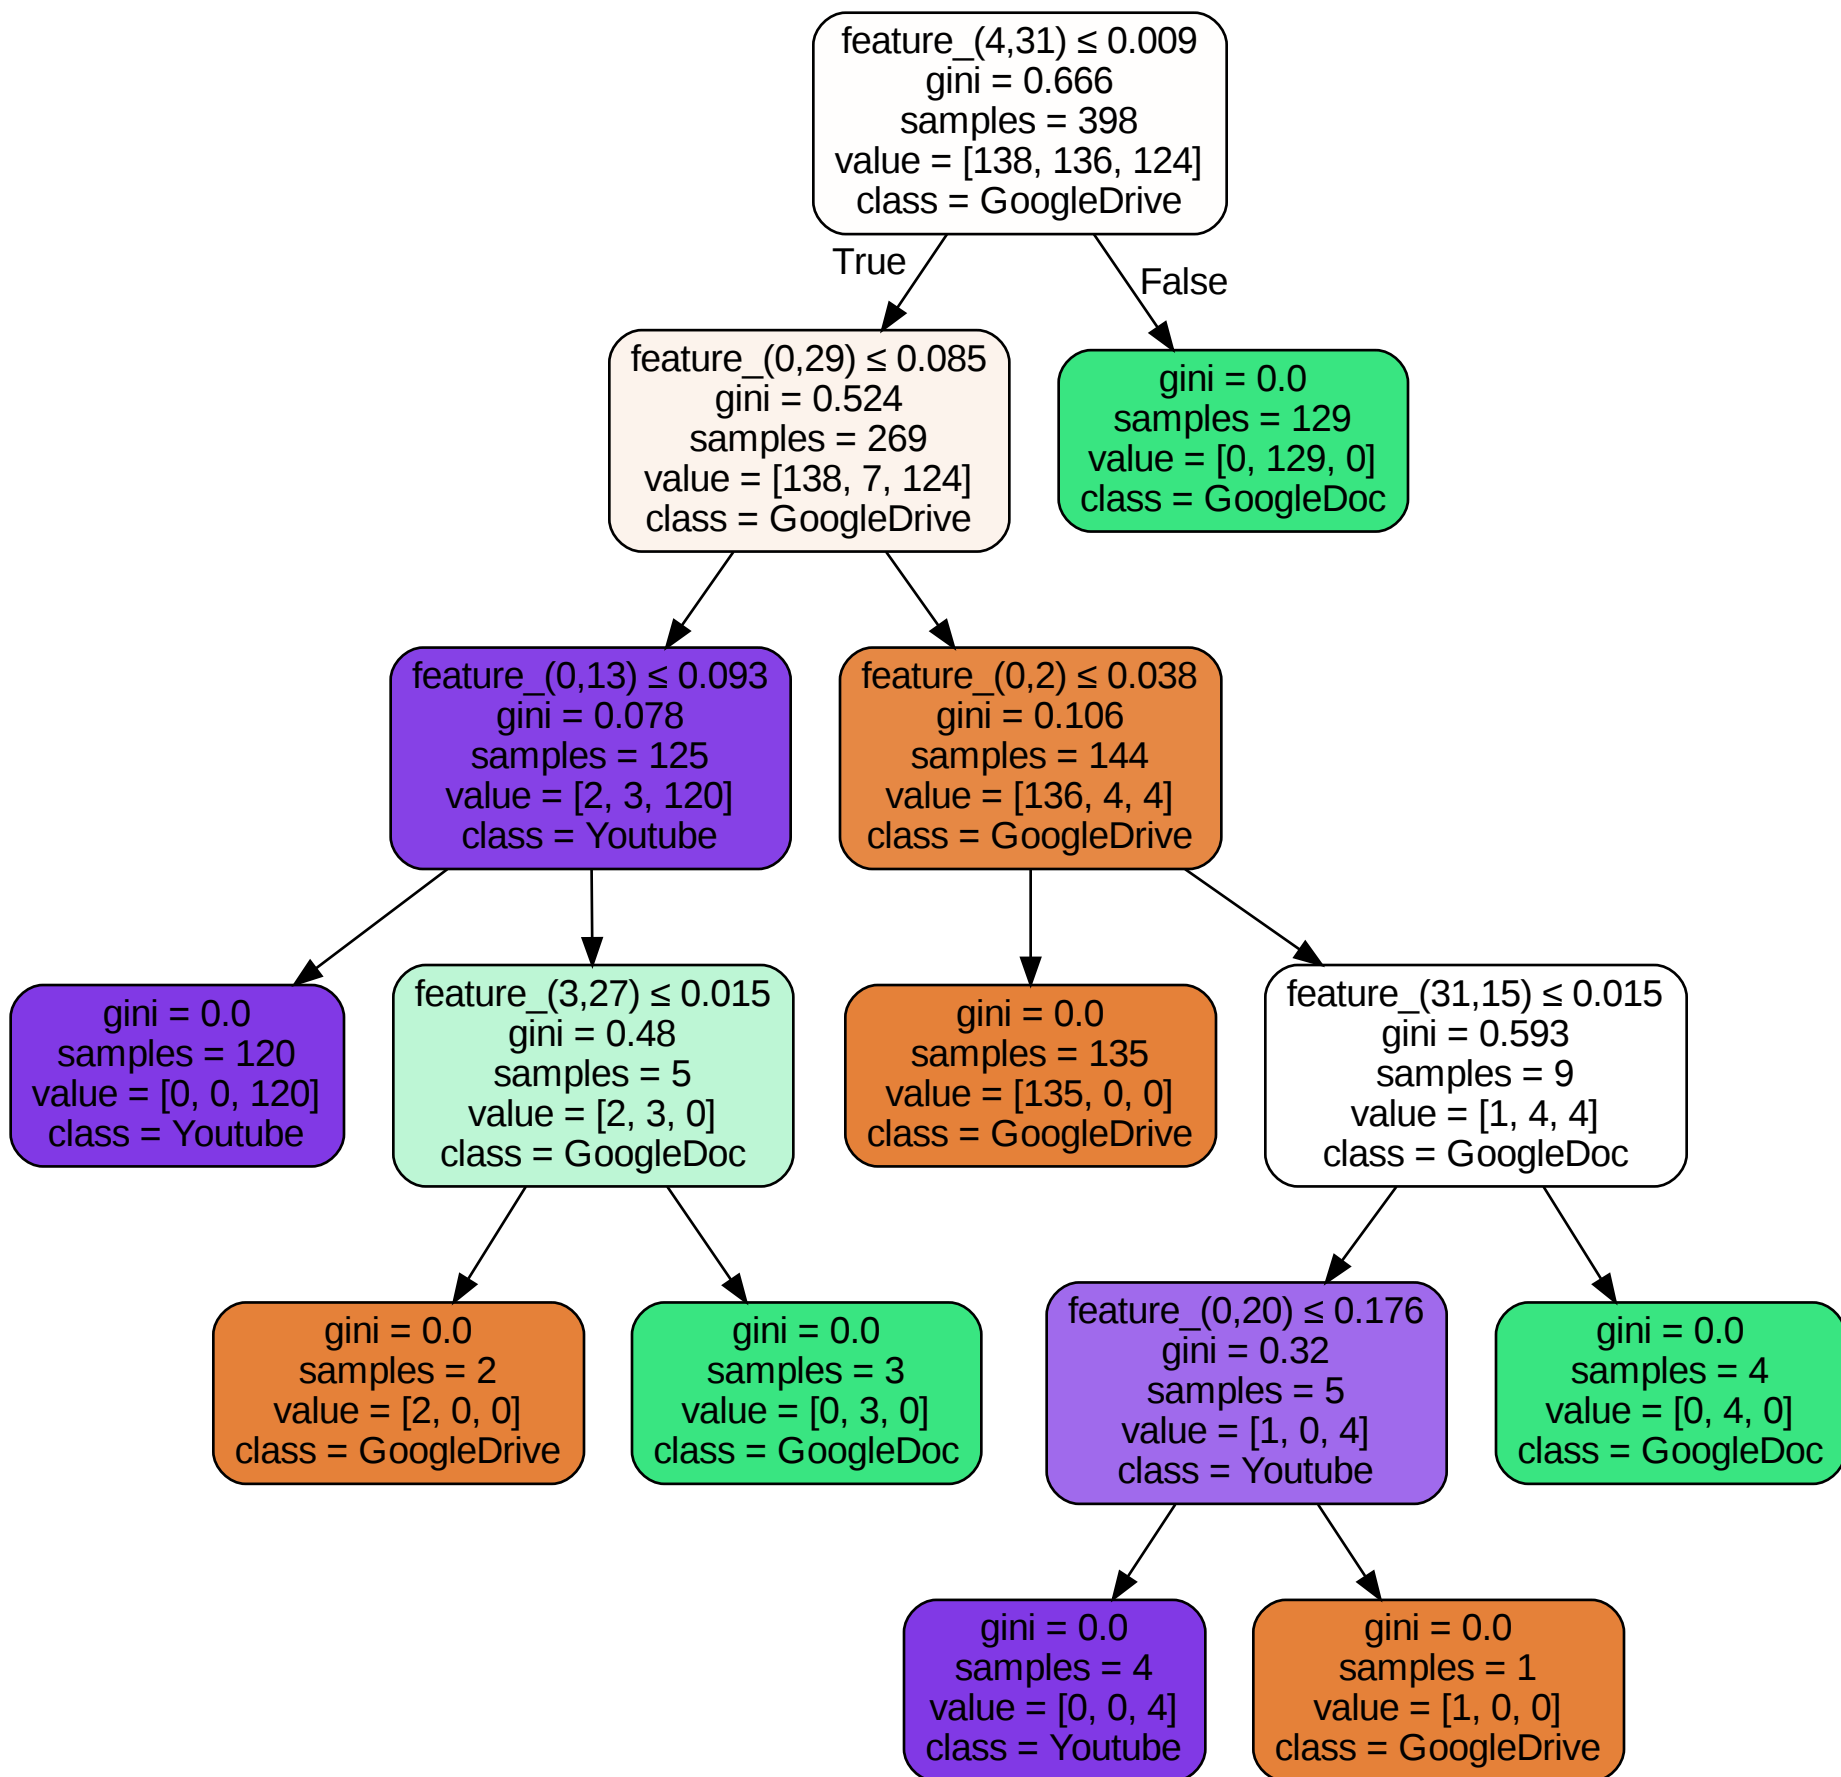 feature_(4,31) ≤ 0.009
gini = 0.666
samples = 398
value = [138, 136, 124]
class = GoogleDrive
True
False
feature_(0,29) ≤ 0.085
gini = 0.524
samples = 269
value = [138, 7, 124]
class = GoogleDrive
gini = 0.0
samples = 129
value = [0, 129, 0]
class = GoogleDoc
feature_(0,13) ≤ 0.093
gini = 0.078
samples = 125
value = [2, 3, 120]
class = Youtube
feature_(0,2) ≤ 0.038
gini = 0.106
samples = 144
value = [136, 4, 4]
class = GoogleDrive
gini = 0.0
samples = 120
value = [0, 0, 120]
class = Youtube
feature_(3,27) ≤ 0.015
gini = 0.48
samples = 5
value = [2, 3, 0]
class = GoogleDoc
gini = 0.0
samples = 135
value = [135, 0, 0]
class = GoogleDrive
feature_(31,15) ≤ 0.015
gini = 0.593
samples = 9
value = [1, 4, 4]
class = GoogleDoc
gini = 0.0
samples = 2
value = [2, 0, 0]
class = GoogleDrive
gini = 0.0
samples = 3
value = [0, 3, 0]
class = GoogleDoc
feature_(0,20) ≤ 0.176
gini = 0.32
samples = 5
value = [1, 0, 4]
class = Youtube
gini = 0.0
samples = 4
value = [0, 4, 0]
class = GoogleDoc
gini = 0.0
samples = 4
value = [0, 0, 4]
class = Youtube
gini = 0.0
samples = 1
value = [1, 0, 0]
class = GoogleDrive